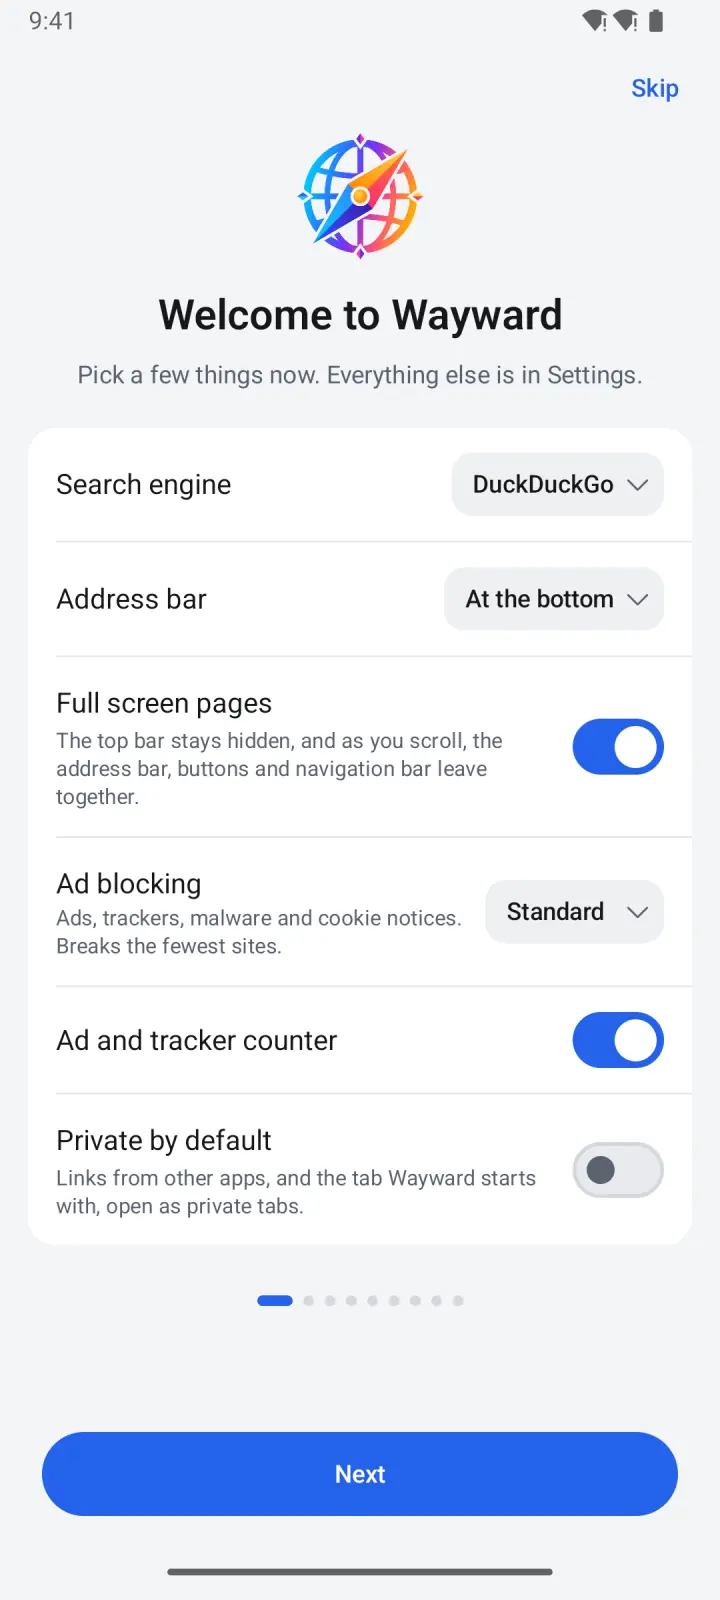 9:41
Skip
Welcome to Wayward
Pick a few things now. Everything else is in Settings.
Search engine
DuckDuckGo
Address bar
At the bottom
Full screen pages
The top bar stays hidden, and as you scroll, the
address bar, buttons and navigation bar leave
together.
Ad blocking
Ads, trackers, malware and cookie notices.
Breaks the fewest sites.
Standard
Ad and tracker counter
Private by default
Links from other apps, and the tab Wayward starts
with, open as private tabs.
Next